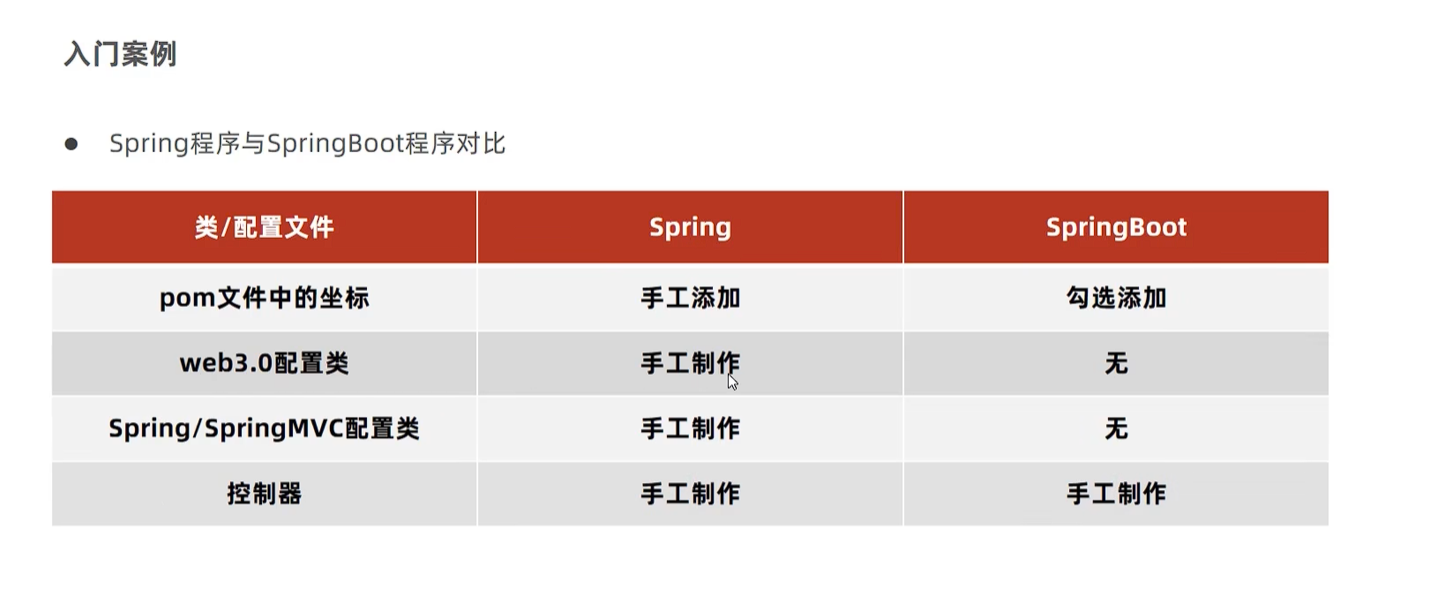 入门案例
Spring程序与SpringBoot程序对比
类/配置文件 Spring SpringBoot
pom文件中的坐标 手工添加 勾选添加
web3.0配置类 手工制作 无
Spring/SpringMVC配置类 手工制作 无
控制器 手工制作 手工制作